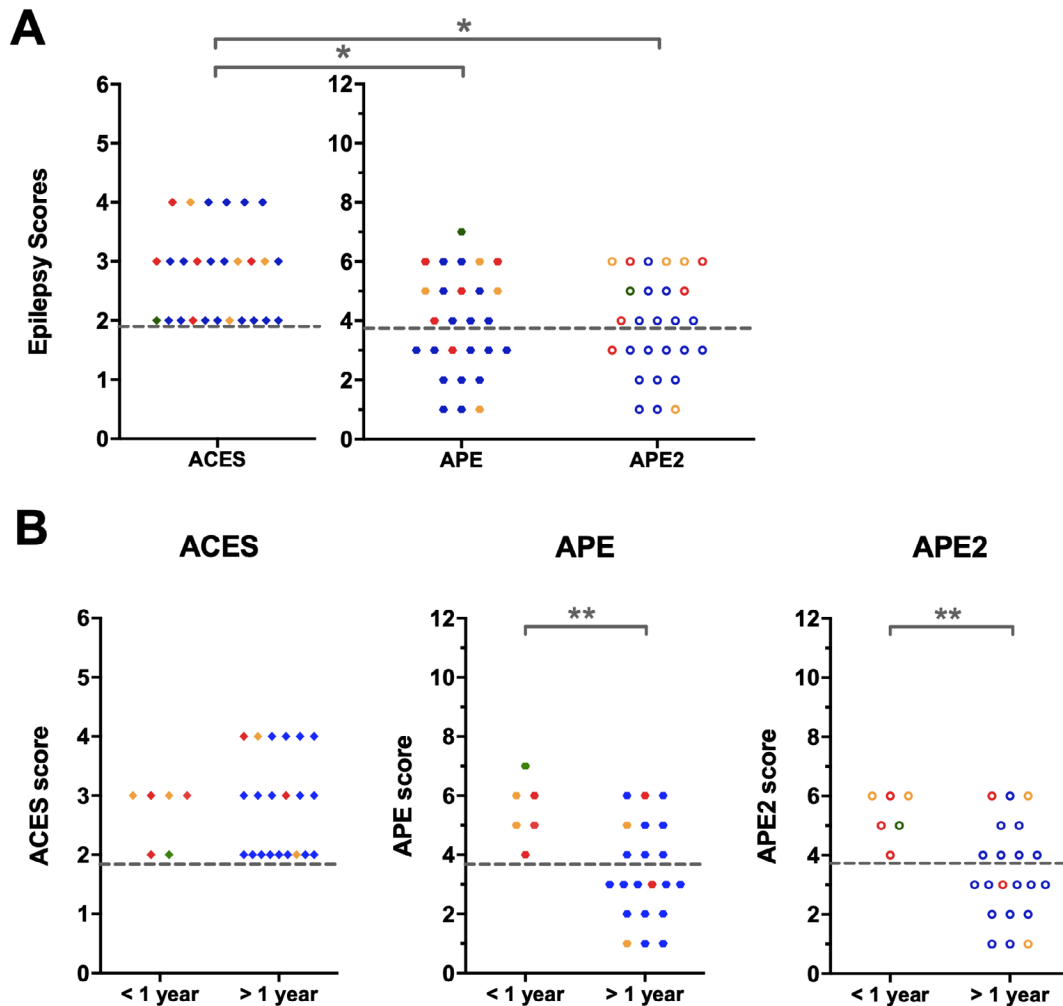 A
*
*
Epilepsy Scores
6
5
4
3
2
1
0
ACES
12
10
8
6
4
2
0
APE
APE2
B
ACES
APE
APE2
ACES score
6
5
4
3
2
1
0
< 1 year
> 1 year
APE score
12
10
8
6
4
2
0
**
< 1 year
> 1 year
APE2 score
12
10
8
6
4
2
0
**
< 1 year
> 1 year